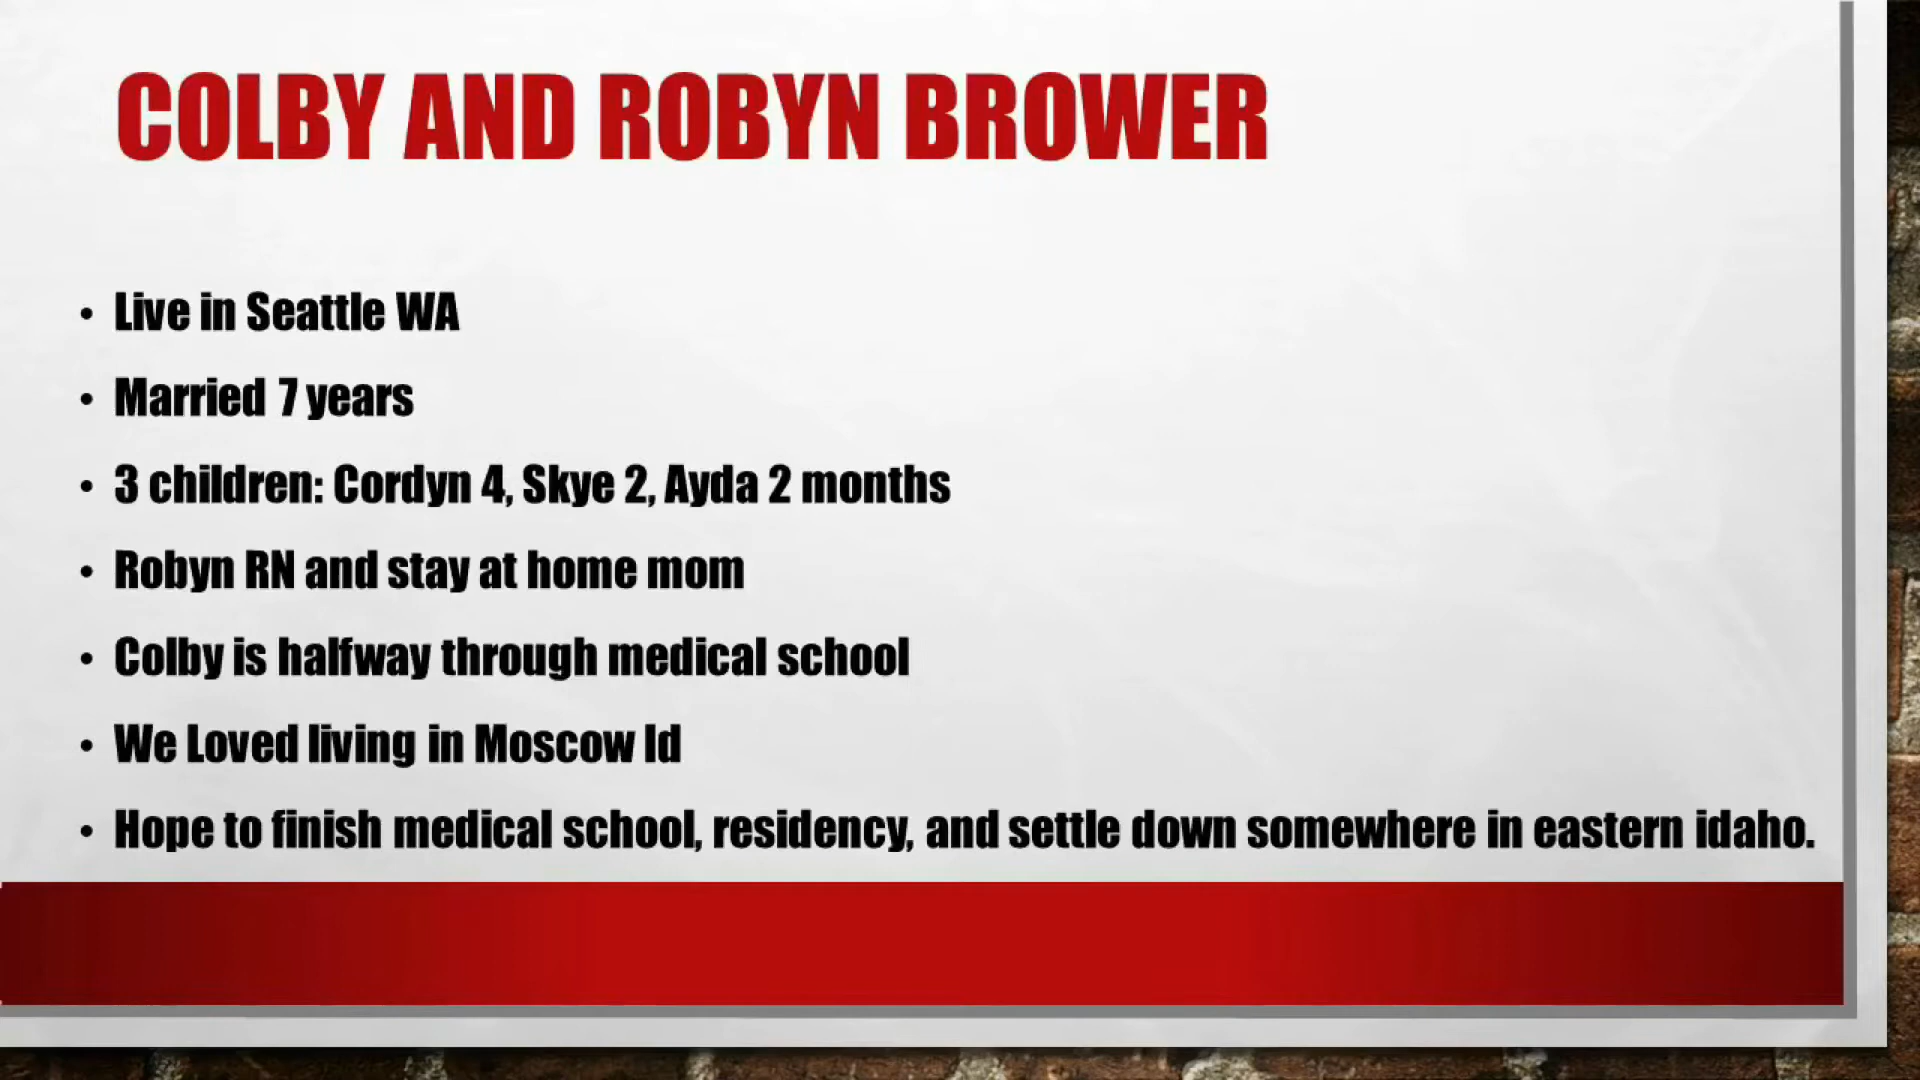 COLBY AND ROBYN BROWER
• Live in Seattle WA
• Married 7 years
• 3 children: Cordyn 4, Skye 2, Ayda 2 months
• Robyn RN and stay at home mom
• Colby is halfway through medical school
• We Loved living in Moscow Id
• Hope to finish medical school, residency, and settle down somewhere in eastern idaho.